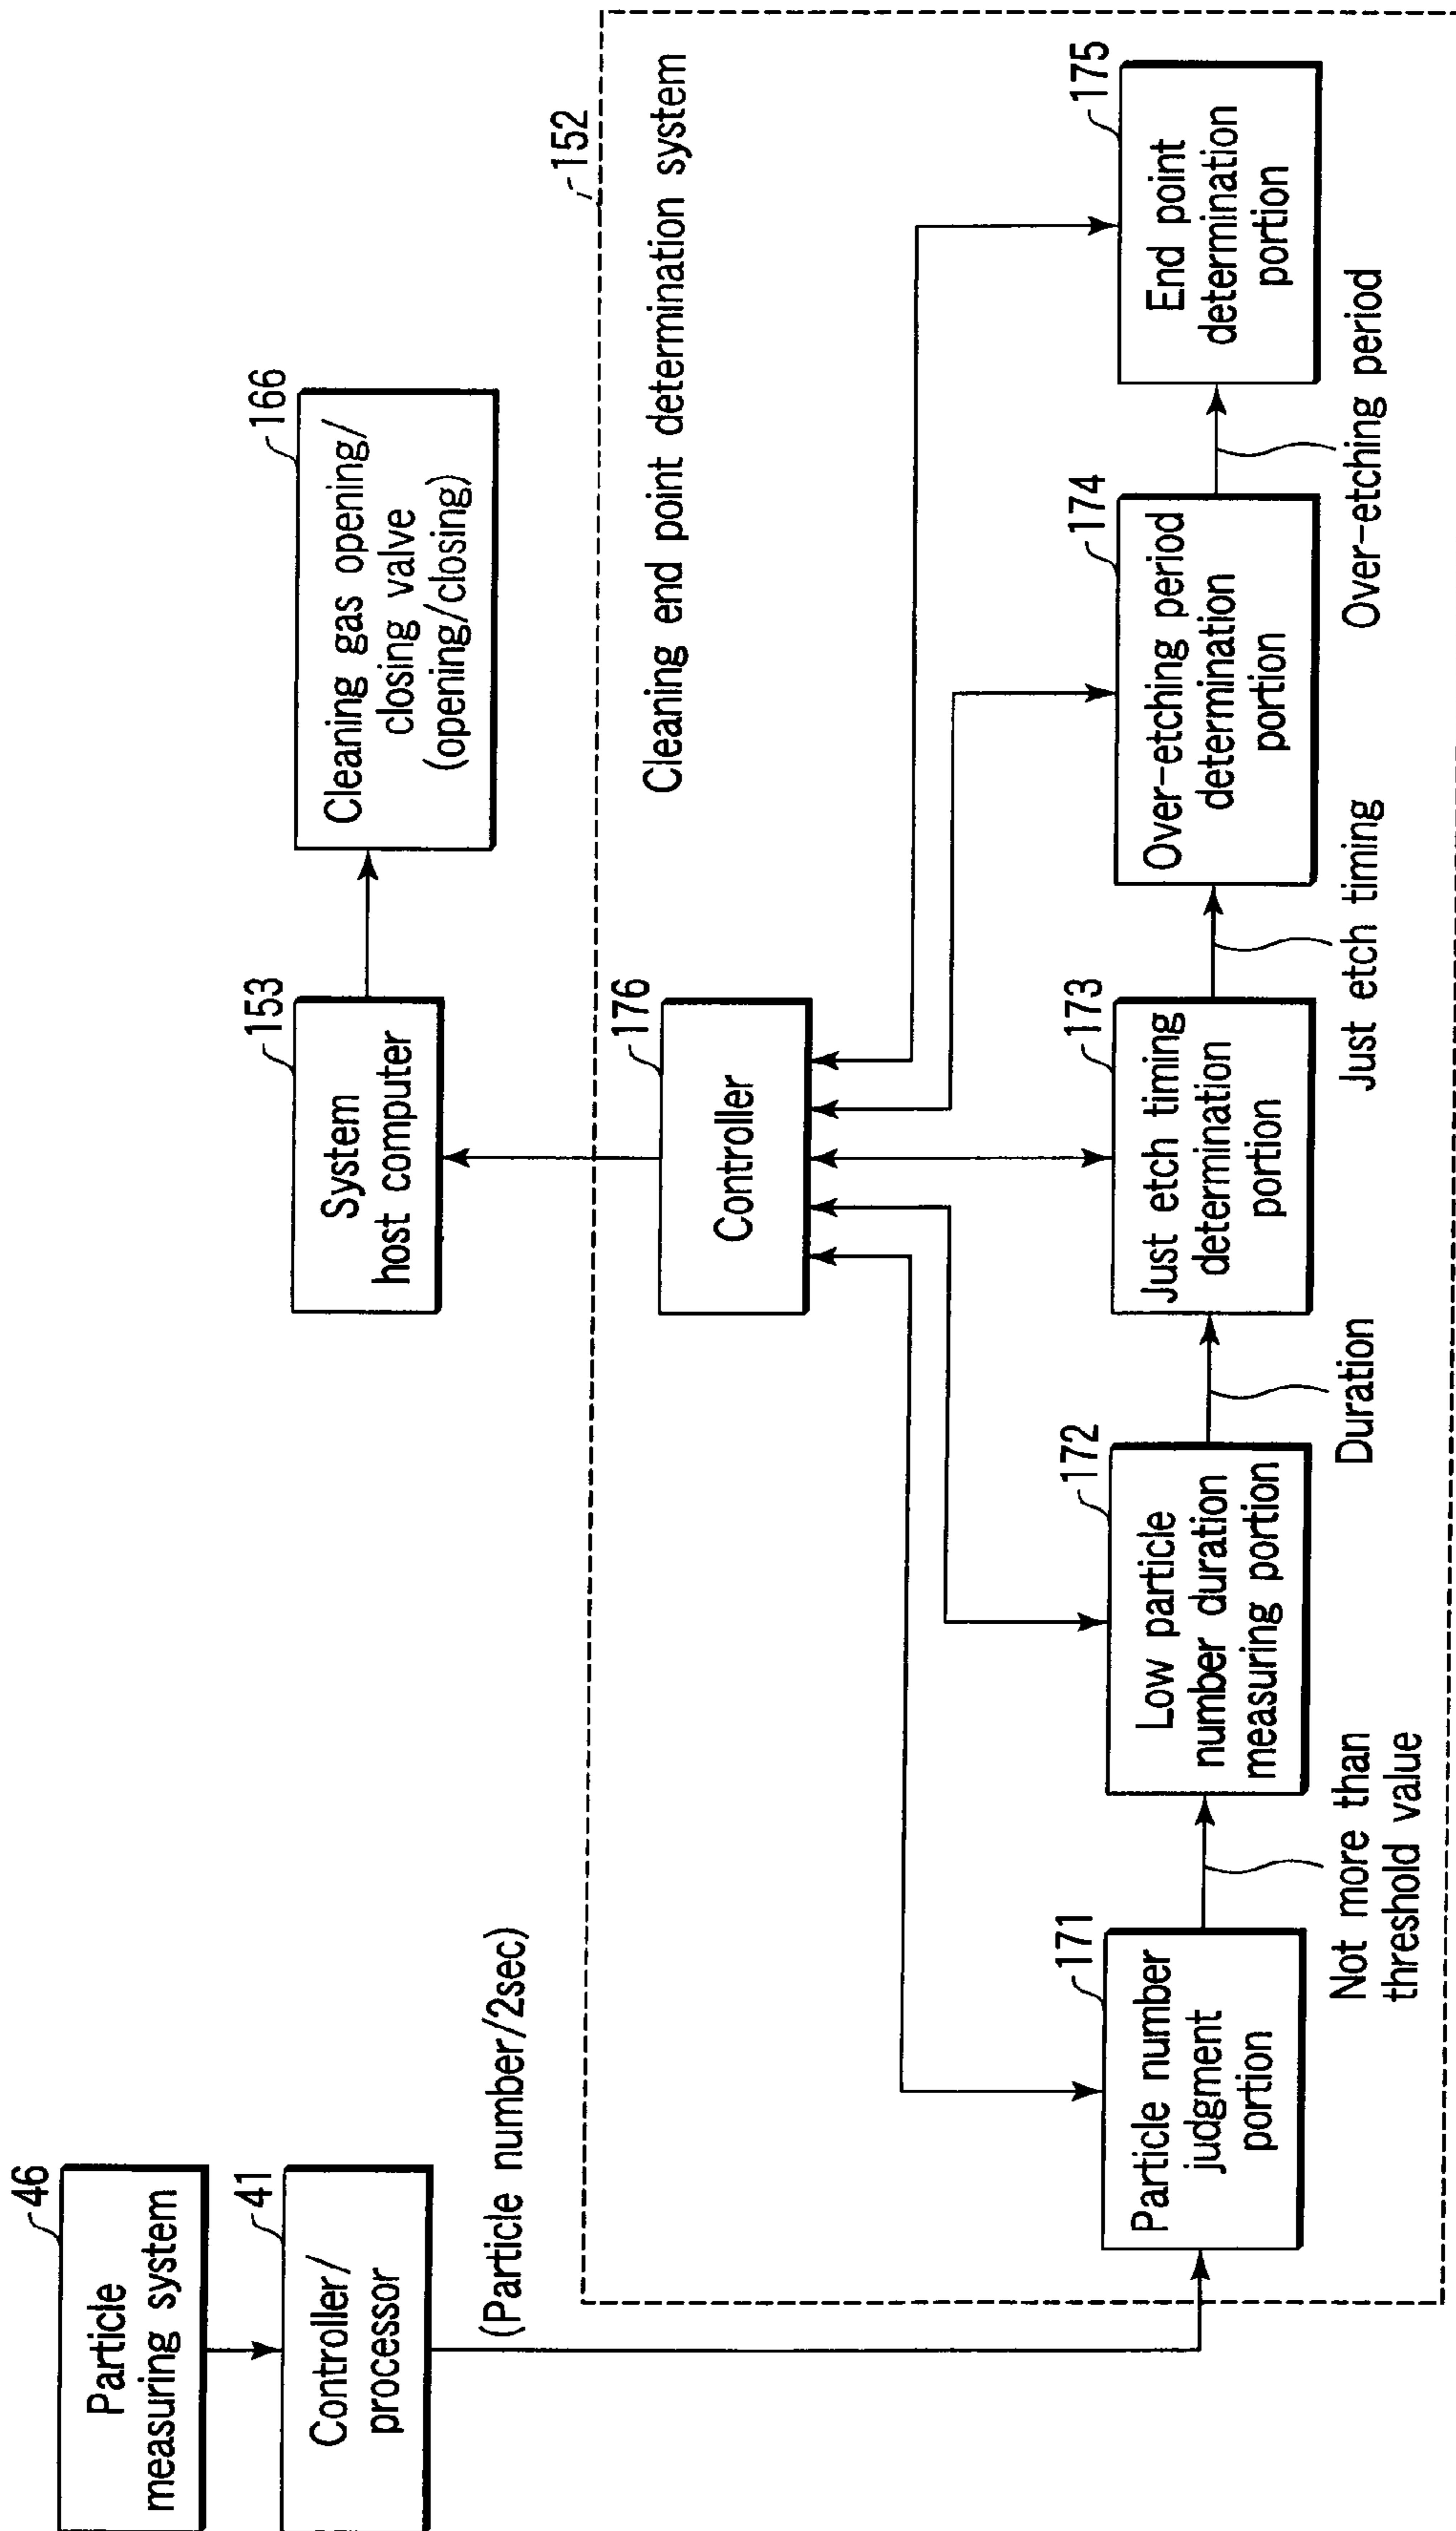 46
Particle
measuring system
41
Controller/
processor
(Particle number/2sec)
153
System
host computer
166
Cleaning gas opening/
closing valve
(opening/closing)
152
Cleaning end point determination system
176
Controller
171
Particle number
judgment
portion
Not more than
threshold value
172
Low particle
number duration
measuring portion
Duration
173
Just etch timing
determination
portion
Just etch timing
174
Over-etching period
determination
portion
Over-etching period
175
End point
determination
portion